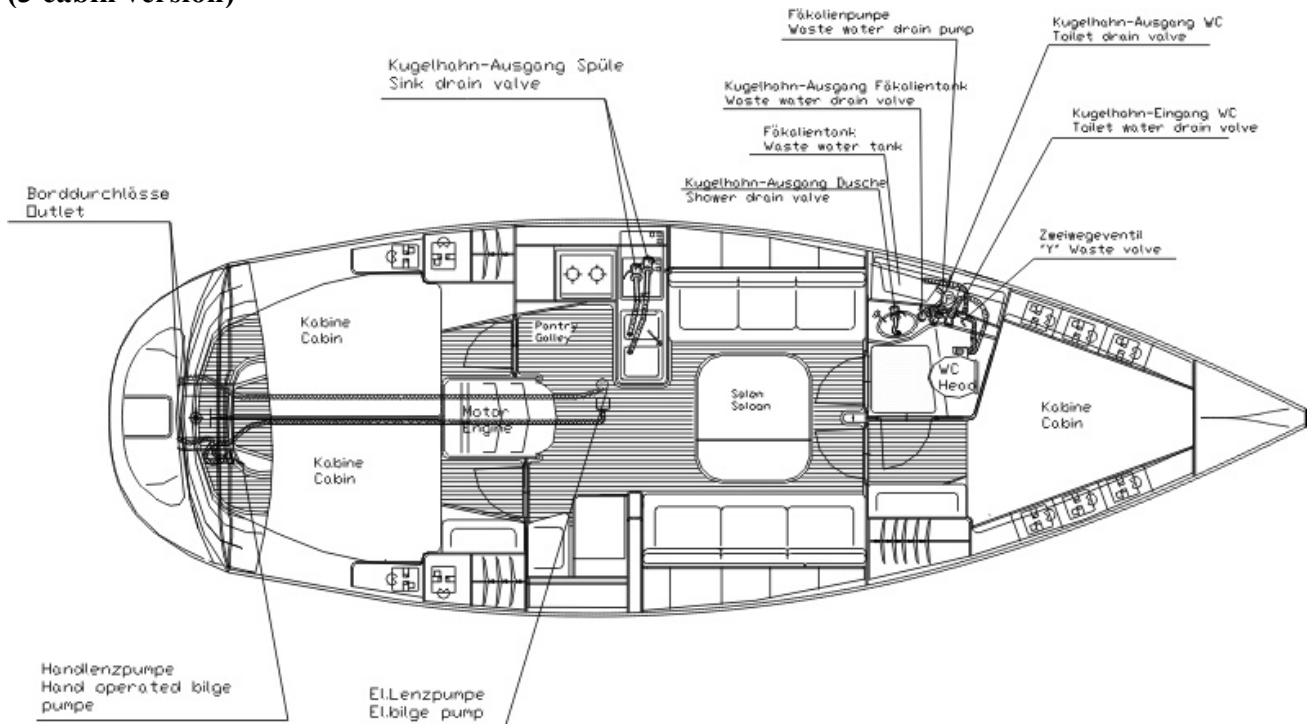 (3 cabin version)
Fäkalienpumpe
Waste water drain pump
Kugelhahn-Ausgang WC
Toilet drain valve
Kugelhahn-Ausgang Spüle
Sink drain valve
Kugelhahn-Ausgang Fäkalientank
Waste water drain valve
Kugelhahn-Eingang WC
Toilet water drain valve
Fäkalientank
Waste water tank
Kugelhahn-Ausgang Dusche
Shower drain valve
Borddurchlässe
Outlet
Zweiwegeventil
"Y" Waste valve
Kabine
Cabin
Pantry
Galley
WC
Head
Salon
Saloon
Motor
Engine
Kabine
Cabin
Kabine
Cabin
Handlenzpumpe
Hand operated bilge
pumpe
El.Lenzpumpe
El.bilge pump